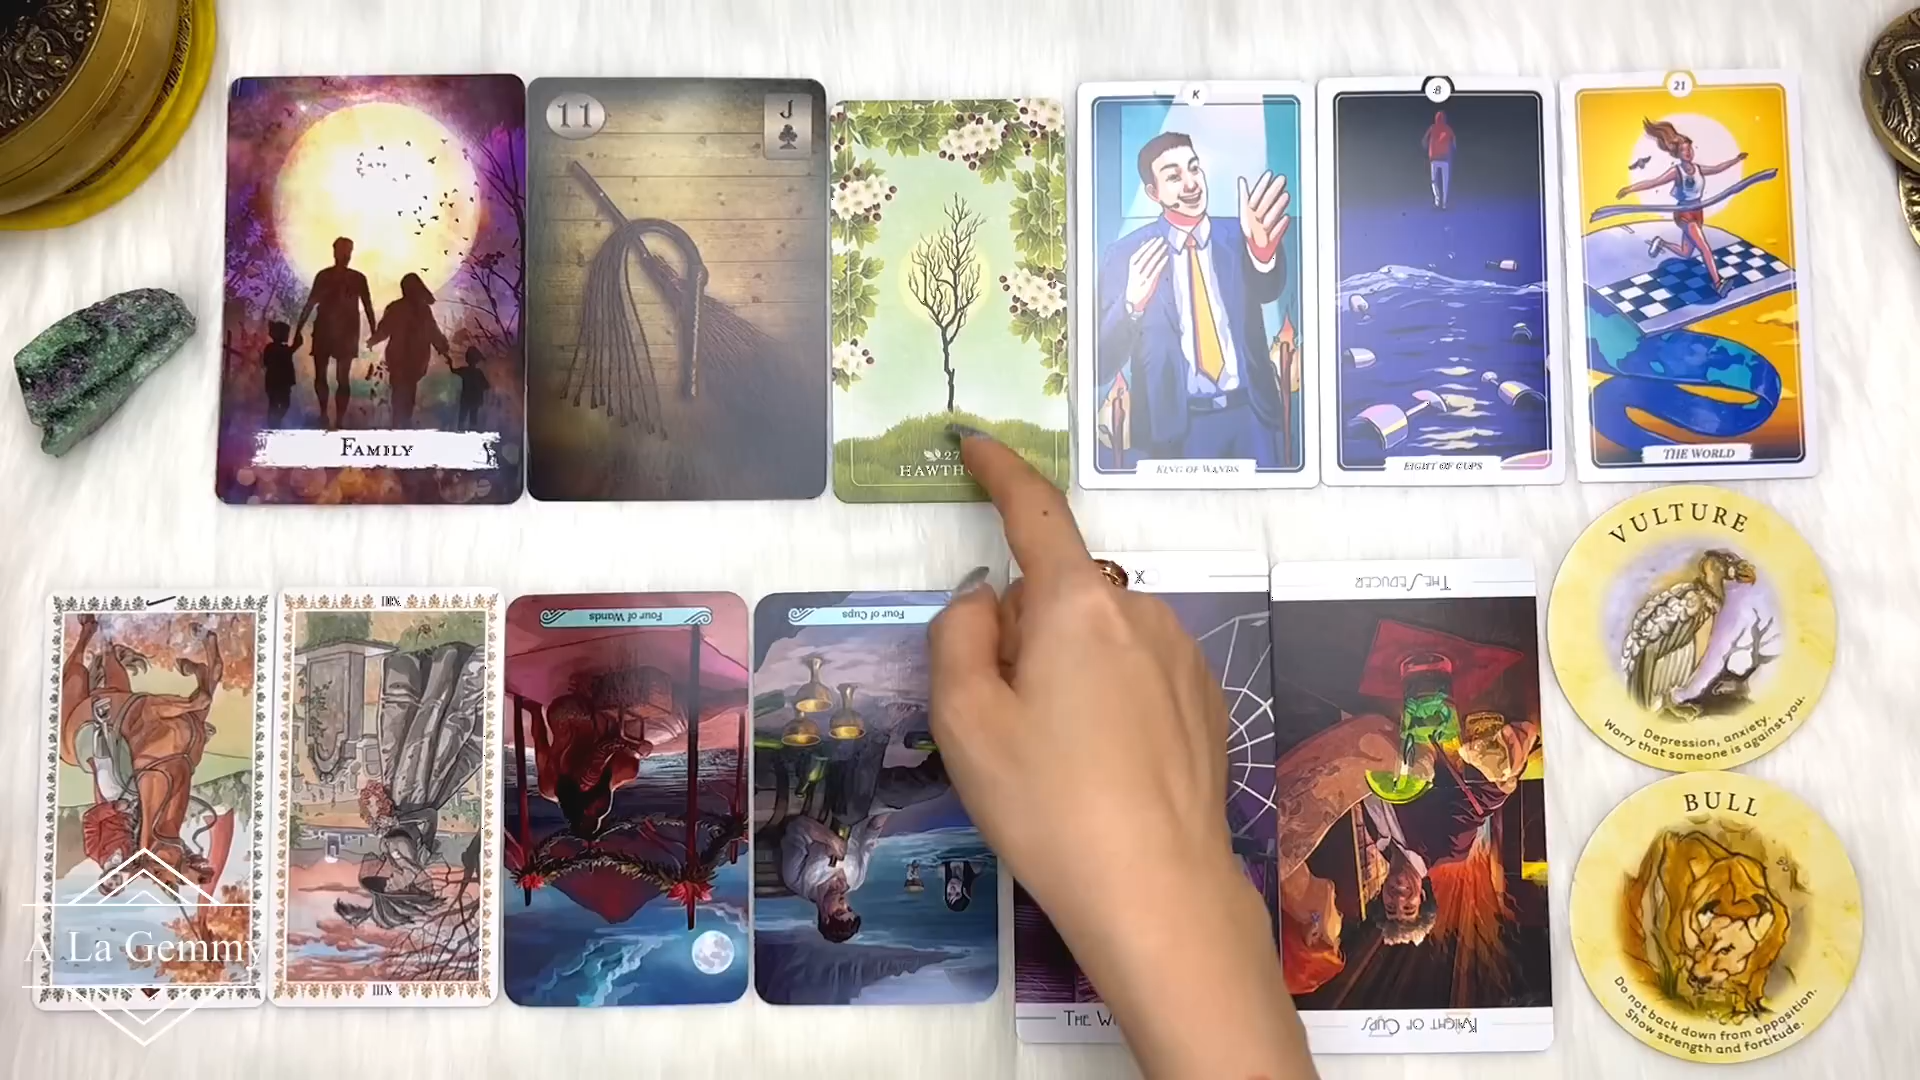 FAMILY
11
J
27
K
KING OF WANDS
8
EIGHT OF CUPS
21
THE WORLD
VULTURE
Depression, anxiety.
Worry that someone is against you.
XIII
XIII
Four of Wands
Four of Cups
X
THE
THE SEDUCER
KNIGHT OF CUPS
BULL
Do not back down from opposition.
Show strength and fortitude.
A La Gemmy